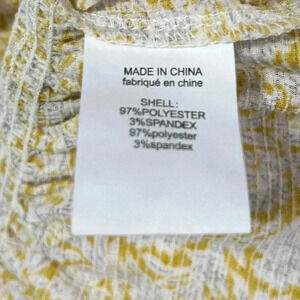 MADE IN CHINA
fabriqué en chine
SHELL:
97%POLYESTER
3%SPANDEX
97%polyester
3%spandex